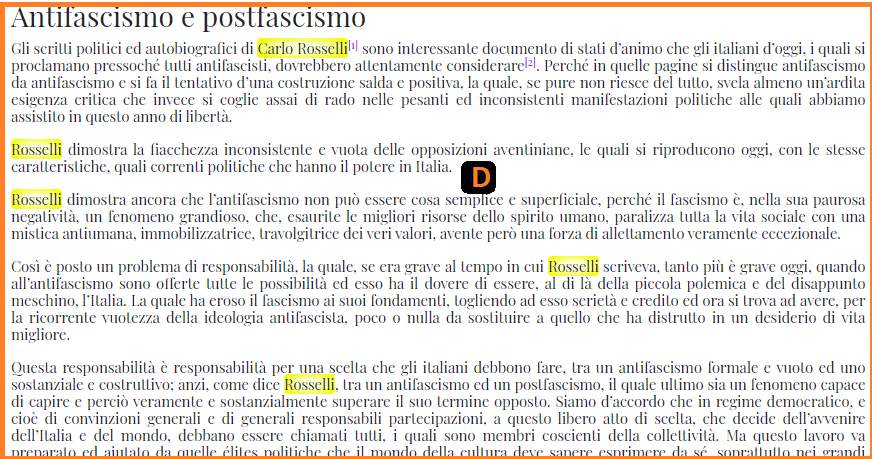 Antifascismo e postfascismo
Gli scritti politici ed autobiografici di Carlo Rosselli[1] sono interessante documento di stati d’animo che gli italiani d’oggi, i quali si
proclamano pressoché tutti antifascisti, dovrebbero attentamente considerare[2]. Perché in quelle pagine si distingue antifascismo
da antifascismo e si fa il tentativo d’una costruzione salda e positiva, la quale, se pure non riesce del tutto, svela almeno un’ardita
esigenza critica che invece si coglie assai di rado nelle pesanti ed inconsistenti manifestazioni politiche alle quali abbiamo
assistito in questo anno di libertà.
Rosselli dimostra la fiacchezza inconsistente e vuota delle opposizioni aventiniane, le quali si riproducono oggi, con le stesse
caratteristiche, quali correnti politiche che hanno il potere in Italia.
D
Rosselli dimostra ancora che l’antifascismo non può essere cosa semplice e superficiale, perché il fascismo è, nella sua paurosa
negatività, un fenomeno grandioso, che, esaurite le migliori risorse dello spirito umano, paralizza tutta la vita sociale con una
mistica antiumana, immobilizzatrice, travolgitrice dei veri valori, avente però una forza di allettamento veramente eccezionale.
Così è posto un problema di responsabilità, la quale, se era grave al tempo in cui Rosselli scriveva, tanto più è grave oggi, quando
all’antifascismo sono offerte tutte le possibilità ed esso ha il dovere di essere, al di là della piccola polemica e del disappunto
meschino, l’Italia. La quale ha eroso il fascismo ai suoi fondamenti, togliendo ad esso serietà e credito ed ora si trova ad avere, per
la ricorrente vuotezza della ideologia antifascista, poco o nulla da sostituire a quello che ha distrutto in un desiderio di vita
migliore.
Questa responsabilità è responsabilità per una scelta che gli italiani debbono fare, tra un antifascismo formale e vuoto ed uno
sostanziale e costruttivo; anzi, come dice Rosselli, tra un antifascismo ed un postfascismo, il quale ultimo sia un fenomeno capace
di capire e perciò veramente e sostanzialmente superare il suo termine opposto. Siamo d’accordo che in regime democratico, e
cioè di convinzioni generali e di generali responsabili partecipazioni, a questo libero atto di scelta, che decide dell’avvenire
dell’Italia e del mondo, debbano essere chiamati tutti, i quali sono membri coscienti della collettività. Ma questo lavoro va
preparato ed aiutato da quelle élites politiche che il mondo della cultura deve sapere esprimere da sé, soprattutto nei grandi